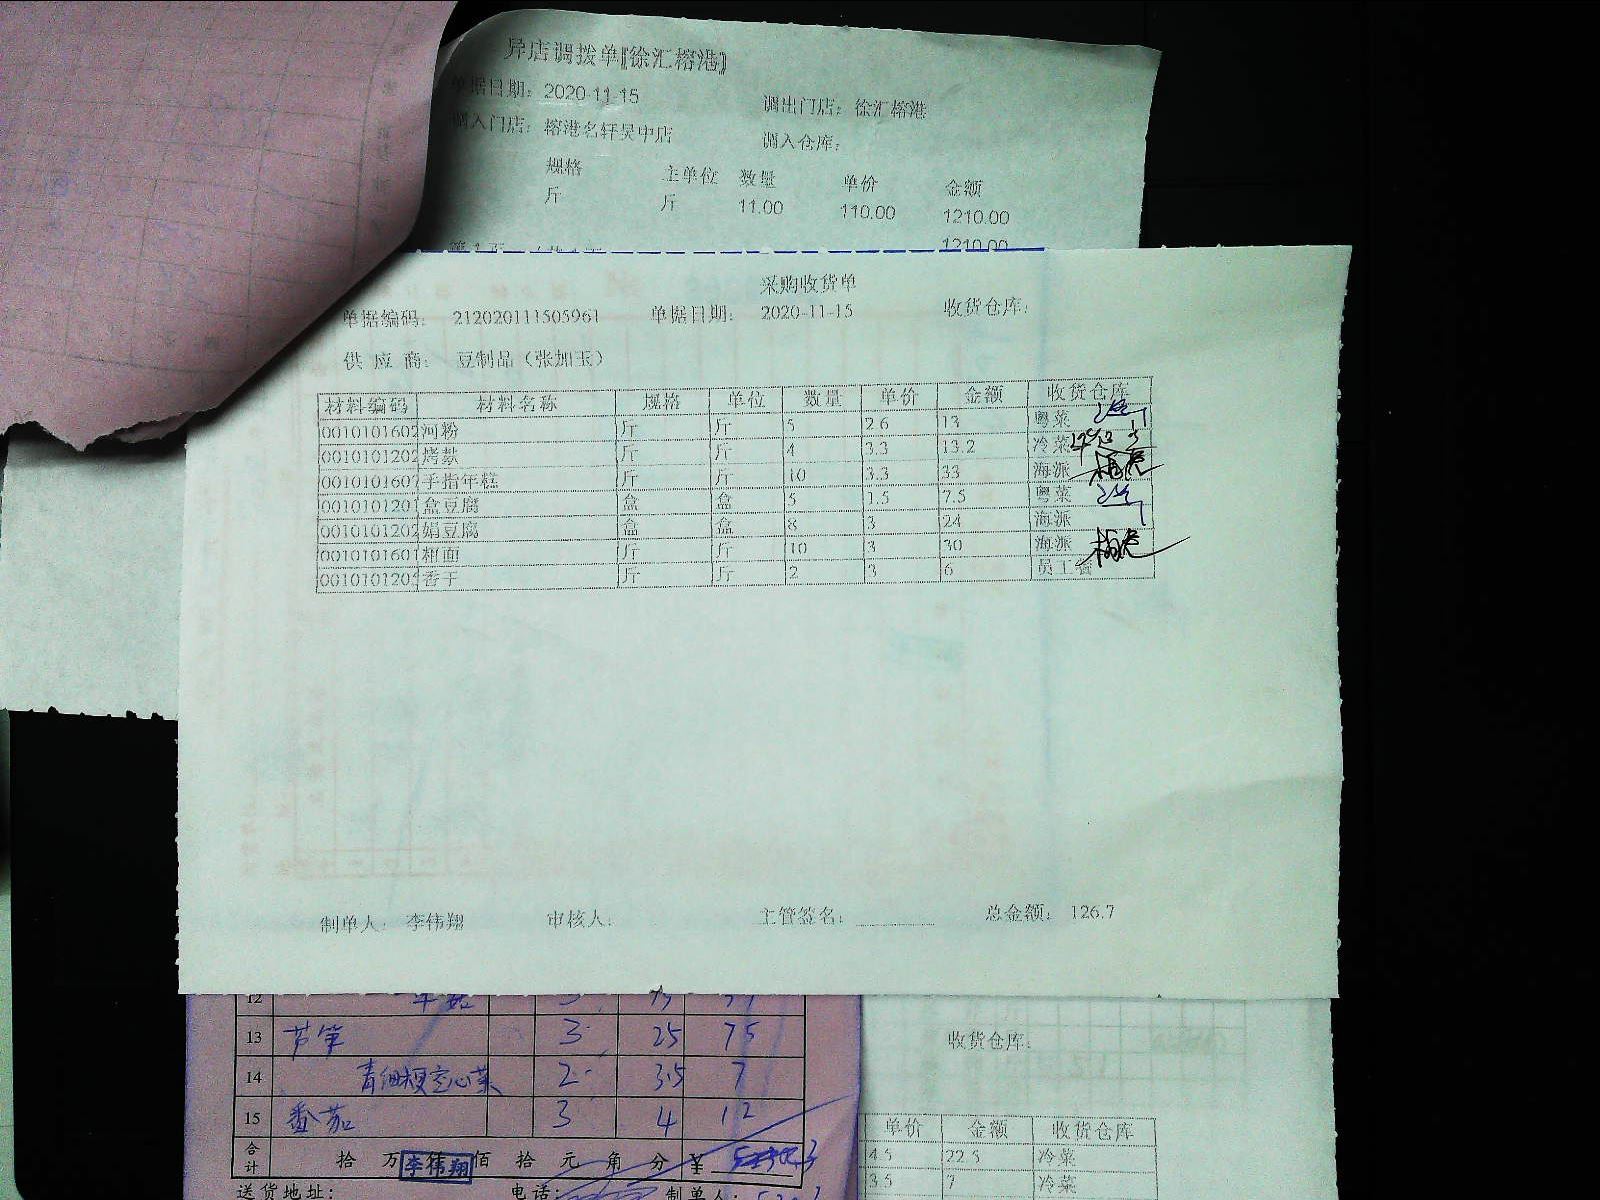 异店调拨单[徐汇榕港]
单据日期: 2020-11-15 调出门店: 徐汇榕港
调入门店: 榕港名轩吴中店 调入仓库:
规格 主单位 数量 单价 金额
斤 斤 11.00 110.00 1210.00
1210.00
采购收货单
单据编码: 212020111505961 单据日期: 2020-11-15 收货仓库:
供 应 商: 豆制品（张加玉）
材料编码 材料名称 规格 单位 数量 单价 金额 收货仓库
0010101602 河粉 斤 斤 5 2.6 13 粤菜
0010101202 烤麸 斤 斤 4 3.3 13.2 冷菜
0010101607 手指年糕 斤 斤 10 3.3 33 海派
0010101201 盒豆腐 盒 盒 5 1.5 7.5 粤菜
0010101202 娟豆腐 盒 盒 8 3 24 海派
0010101601 粗面 斤 斤 10 3 30 海派
001010120 香干 斤 斤 2 3 6 员工餐
制单人: 李伟翔 审核人: 主管签名: 总金额: 126.7
12
13 芦笋 3 25 75
14 青细梗空心菜 2 3.5 7
15 番茄 3 4 12
合计 拾 万 仟 佰 拾 元 角 分 ¥
李伟翔
送货地址: 电话: 制单人:
收货仓库:
单价 金额 收货仓库
4.5 22.5 冷菜
3.5 7 冷菜